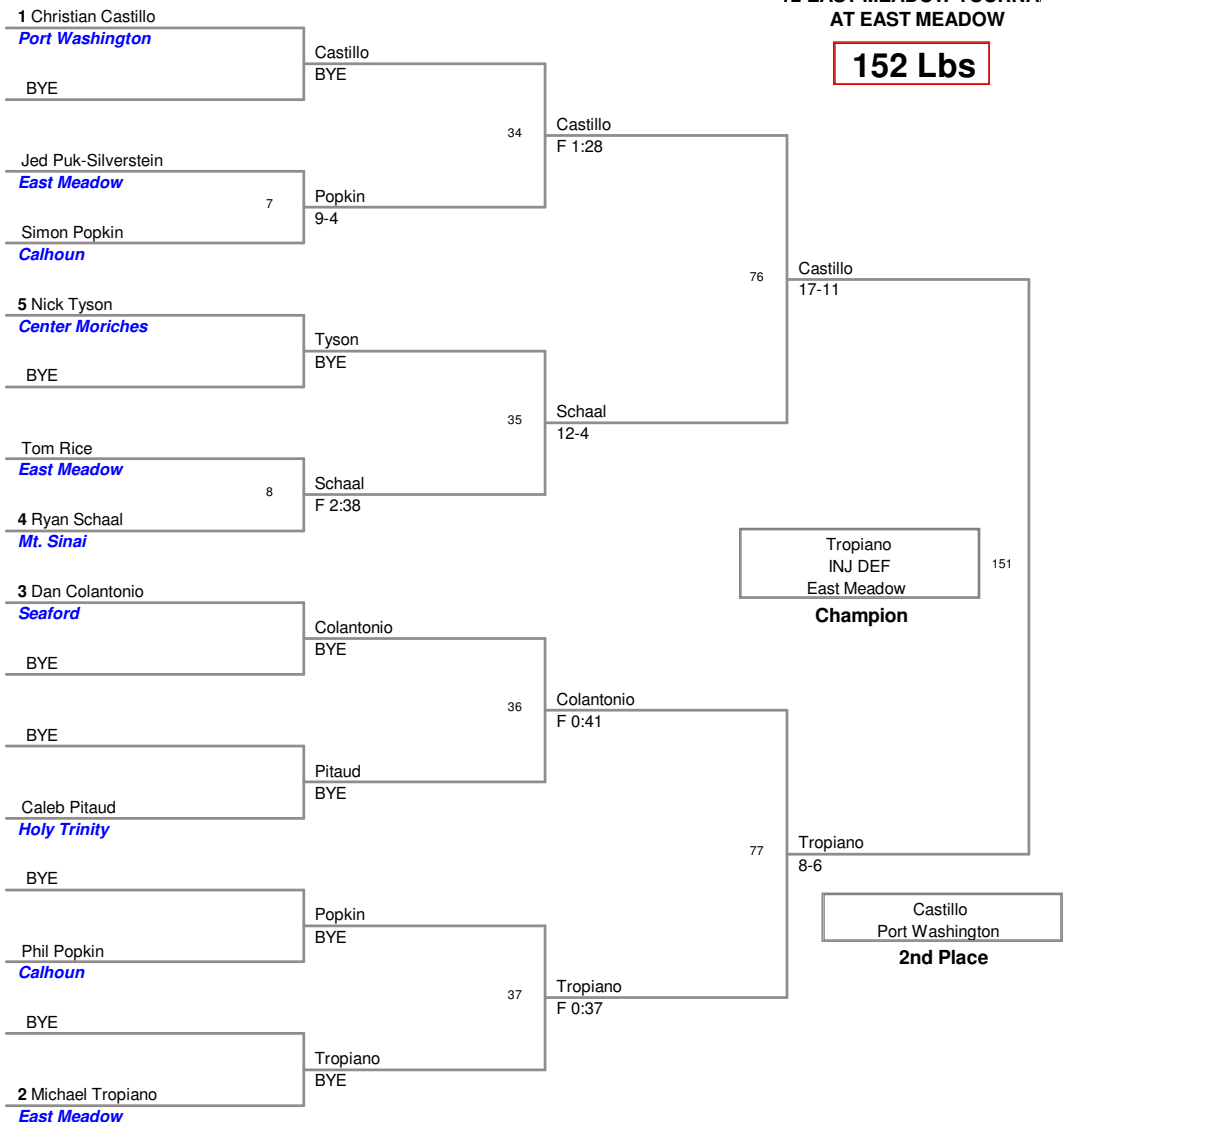 AT EAST MEADOW
152 Lbs
1 Christian Castillo
Port Washington
BYE
Castillo
BYE
Jed Puk-Silverstein
East Meadow
7
Simon Popkin
Calhoun
Popkin
9-4
34
Castillo
F 1:28
5 Nick Tyson
Center Moriches
BYE
Tyson
BYE
Tom Rice
East Meadow
8
4 Ryan Schaal
Mt. Sinai
Schaal
F 2:38
35
Schaal
12-4
76
Castillo
17-11
3 Dan Colantonio
Seaford
BYE
Colantonio
BYE
BYE
Caleb Pitaud
Holy Trinity
Pitaud
BYE
36
Colantonio
F 0:41
BYE
Phil Popkin
Calhoun
Popkin
BYE
BYE
2 Michael Tropiano
East Meadow
Tropiano
BYE
37
Tropiano
F 0:37
77
Tropiano
8-6
Tropiano
INJ DEF
East Meadow
Champion
151
Castillo
Port Washington
2nd Place